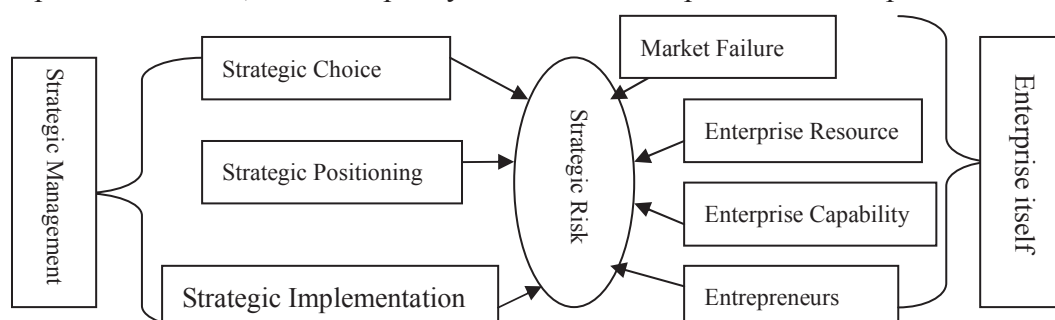 Strategic Management
Strategic Choice
Strategic Positioning
Strategic Implementation
Strategic Risk
Market Failure
Enterprise Resource
Enterprise Capability
Entrepreneurs
Enterprise itself